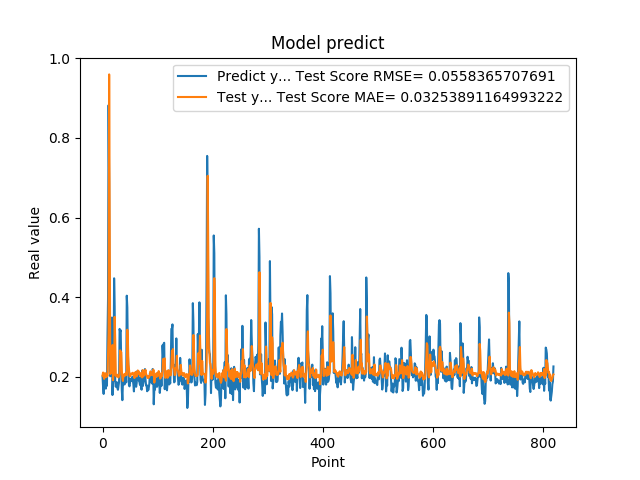 Model predict
Predict y... Test Score RMSE= 0.0558365707691
Test y... Test Score MAE= 0.03253891164993222
Real value
1.0
0.8
0.6
0.4
0.2
0
200
400
600
800
Point